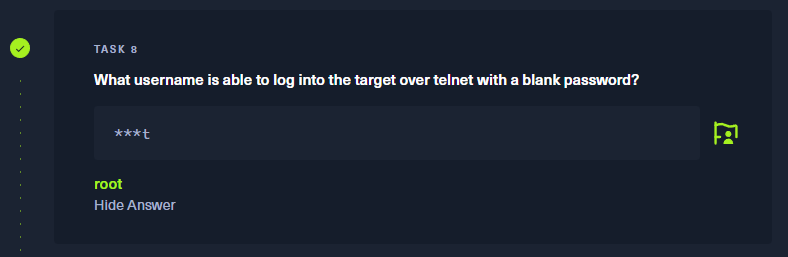 TASK 8
What username is able to log into the target over telnet with a blank password?
***t
root
Hide Answer